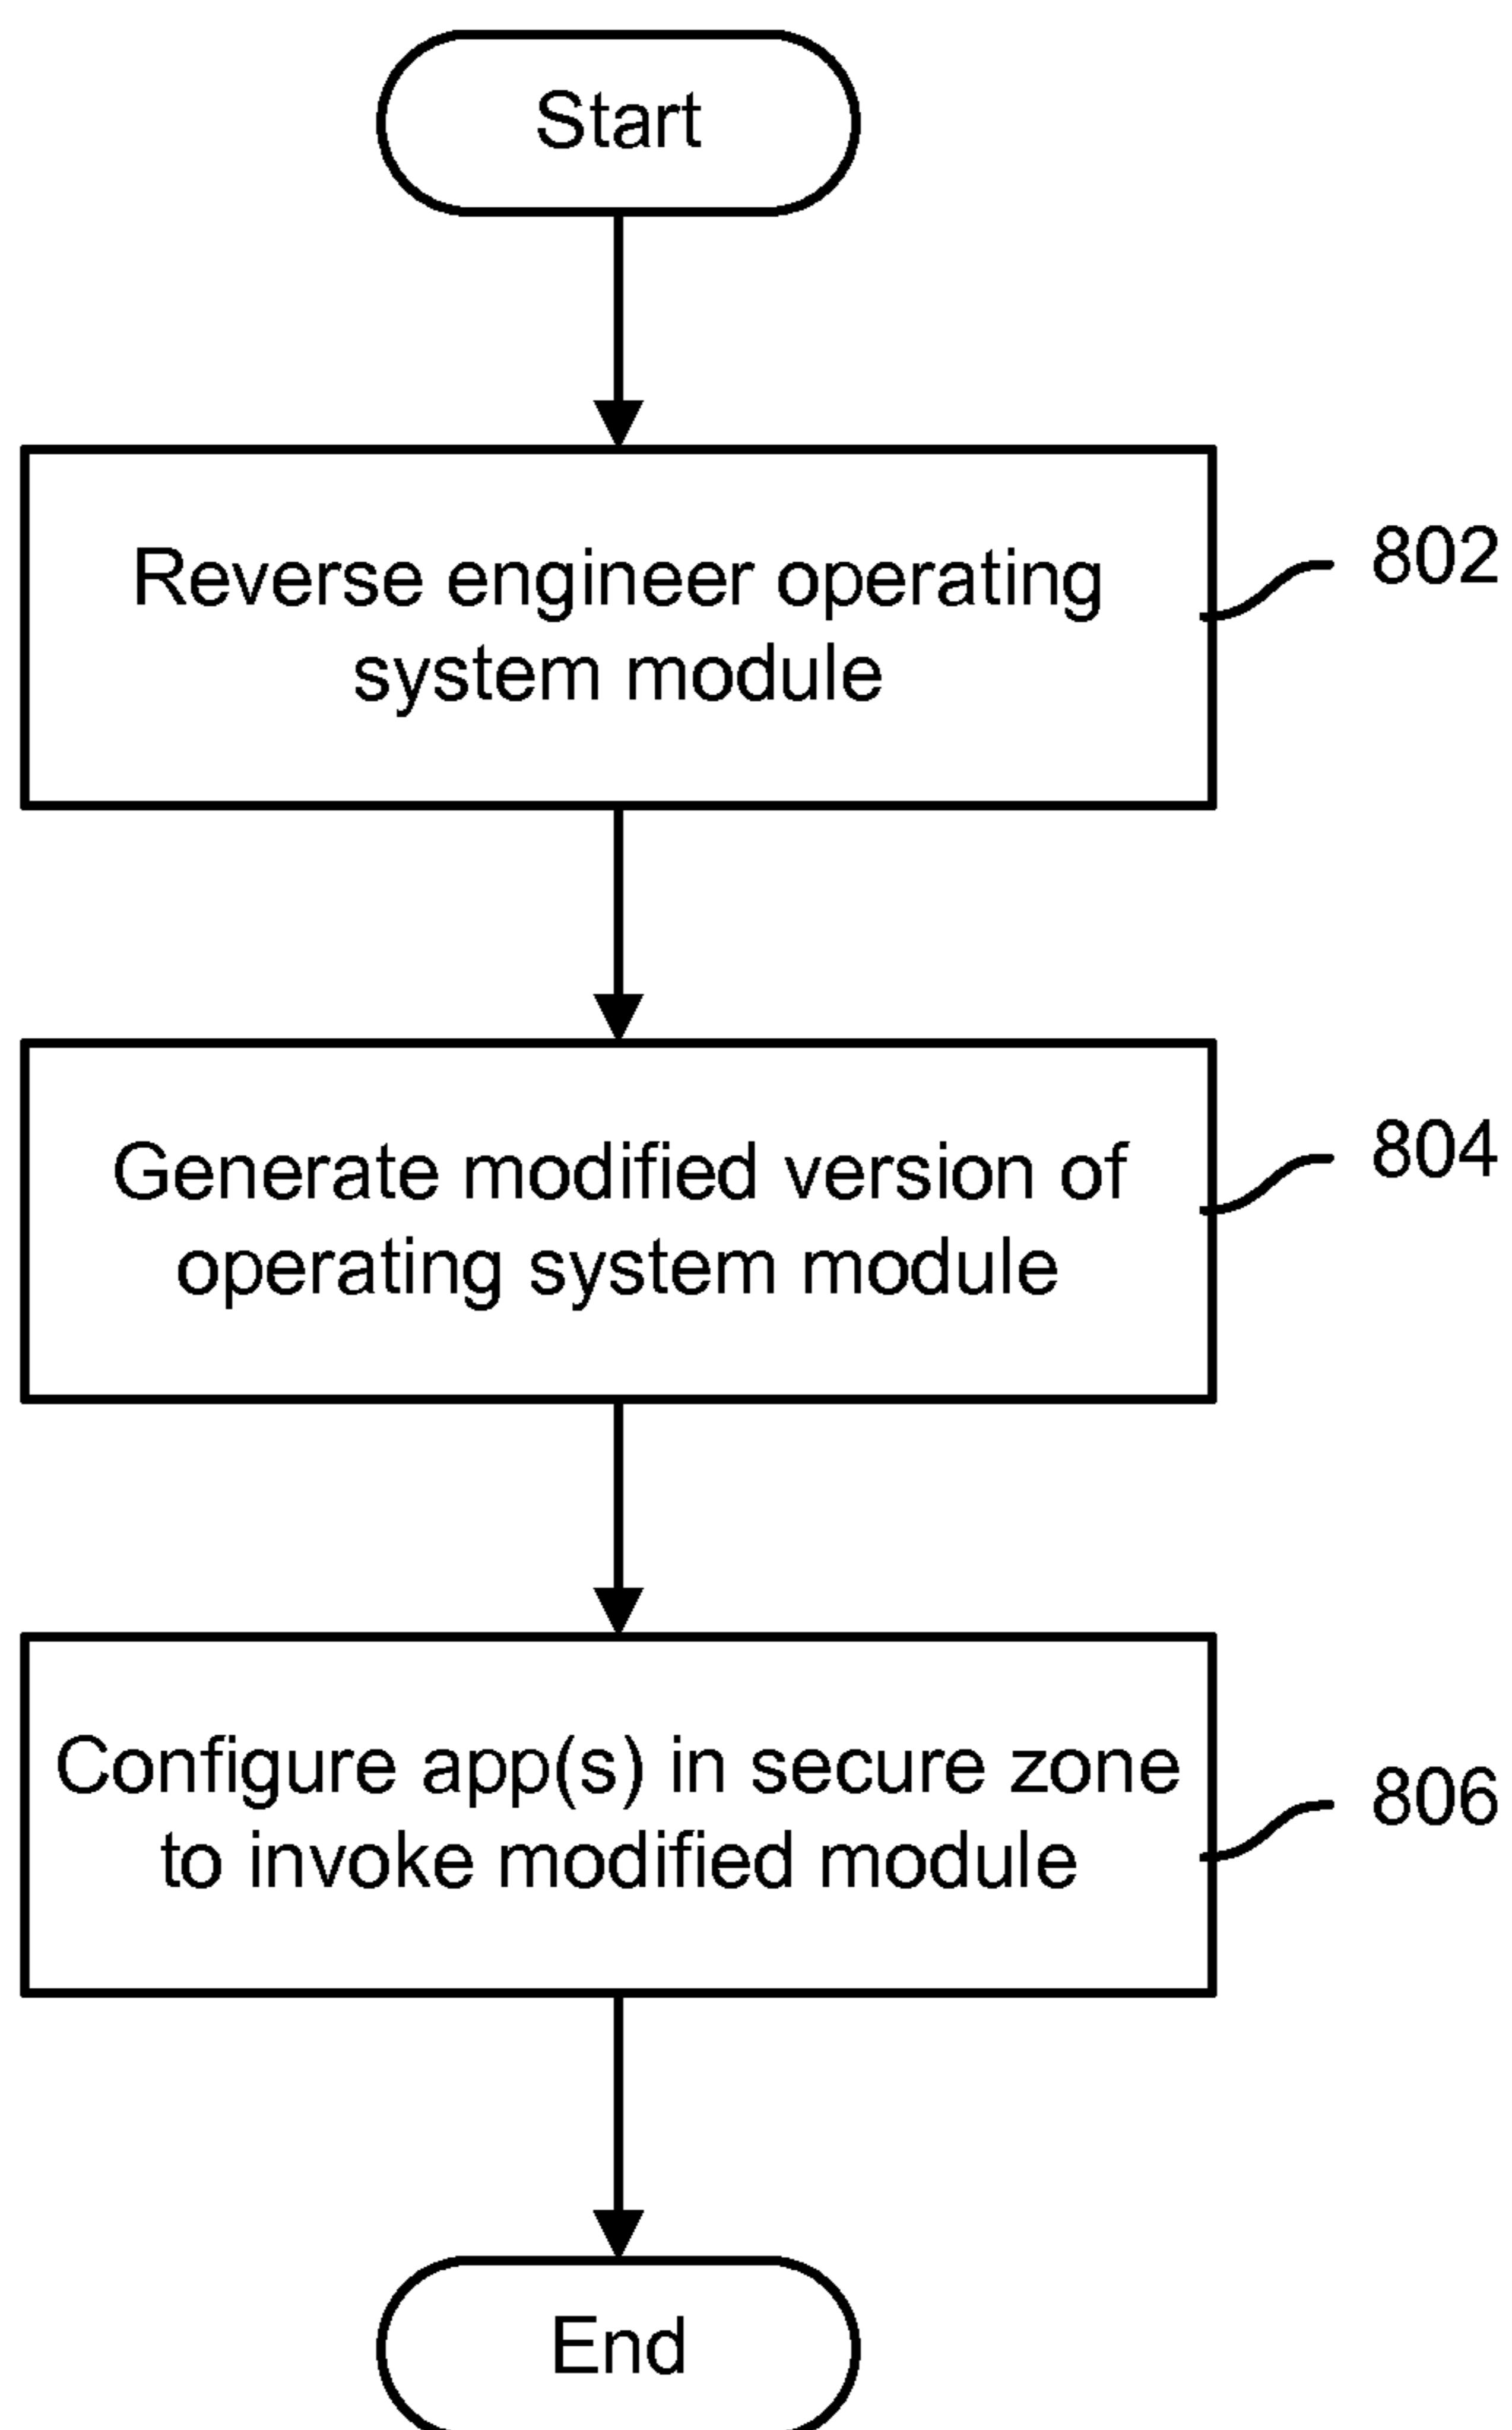 Start
Reverse engineer operating
system module
802
Generate modified version of
operating system module
804
Configure app(s) in secure zone
to invoke modified module
806
End